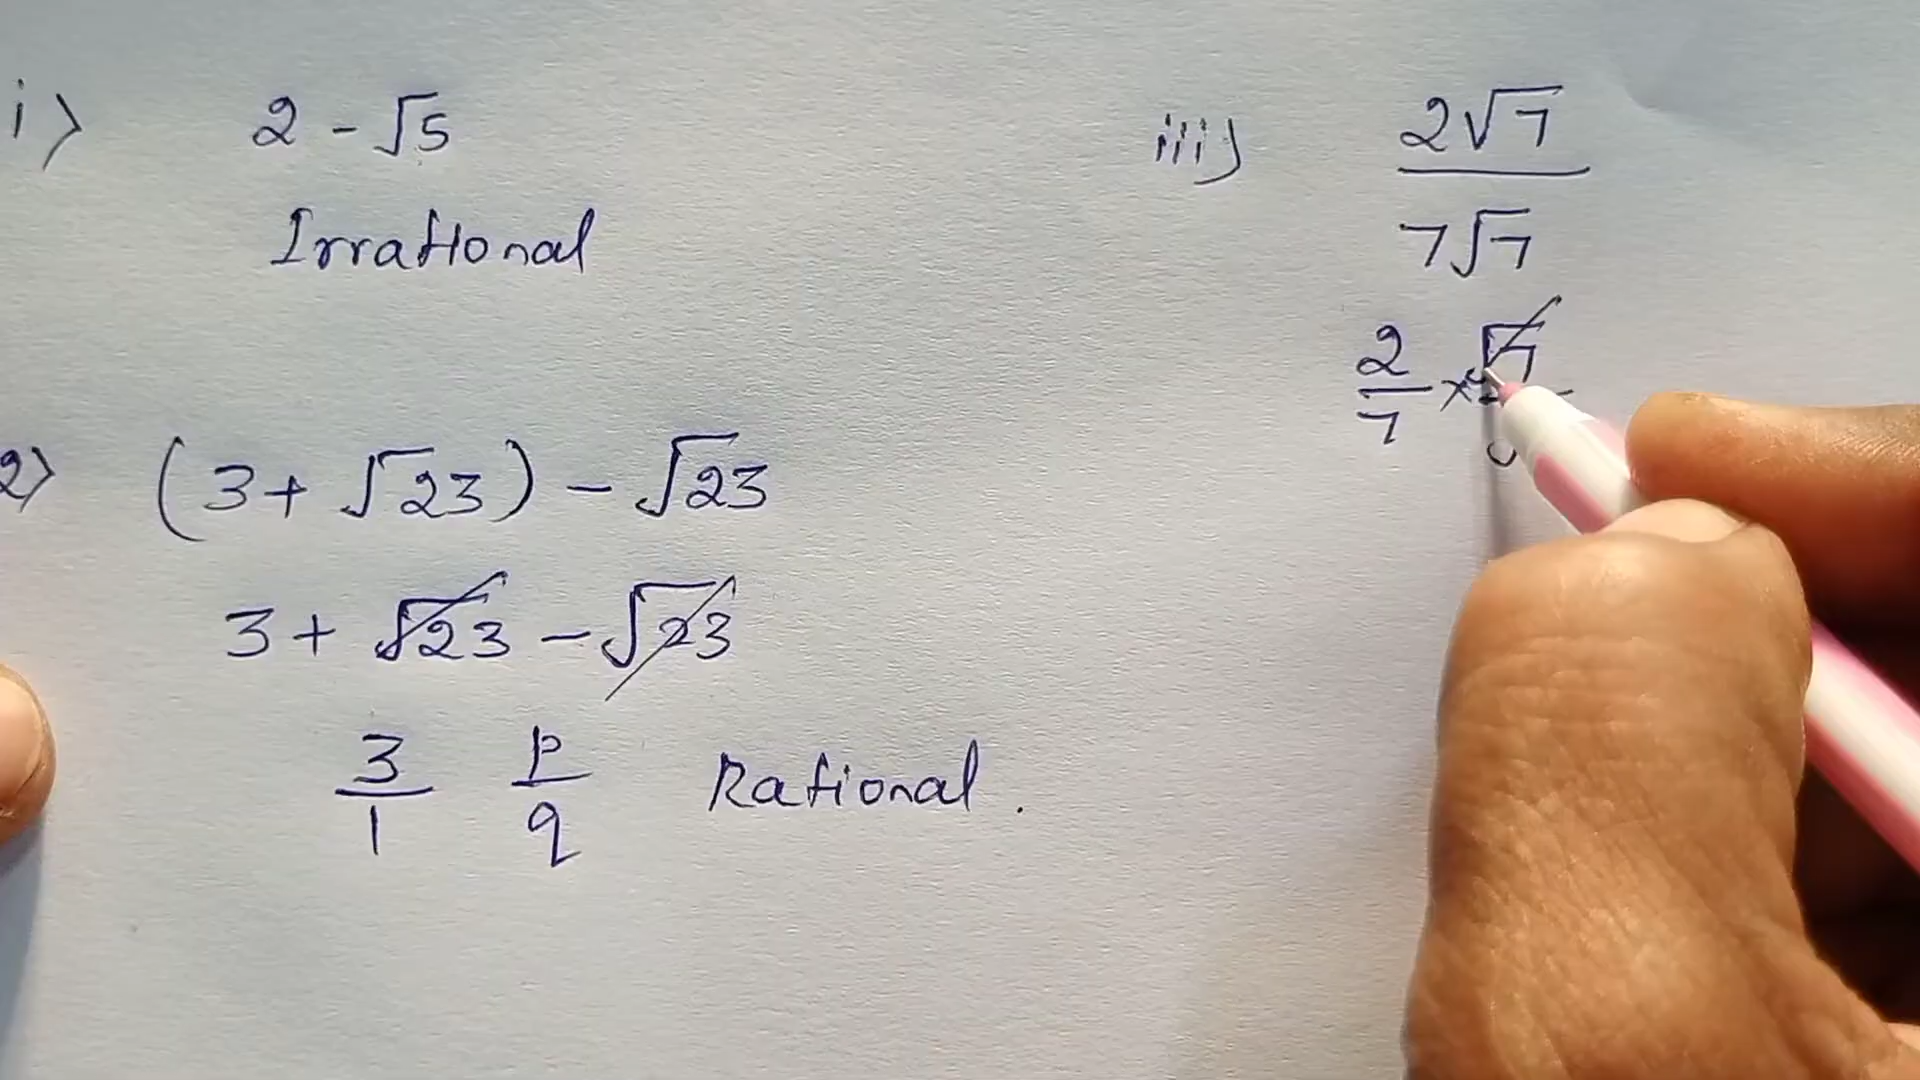 i) 2 - √5
Irrational
2) (3 + √23) - √23
3 + √23 - √23
3/1 p/q Rational.
iii) 2√7 / 7√7
2/7 × √7